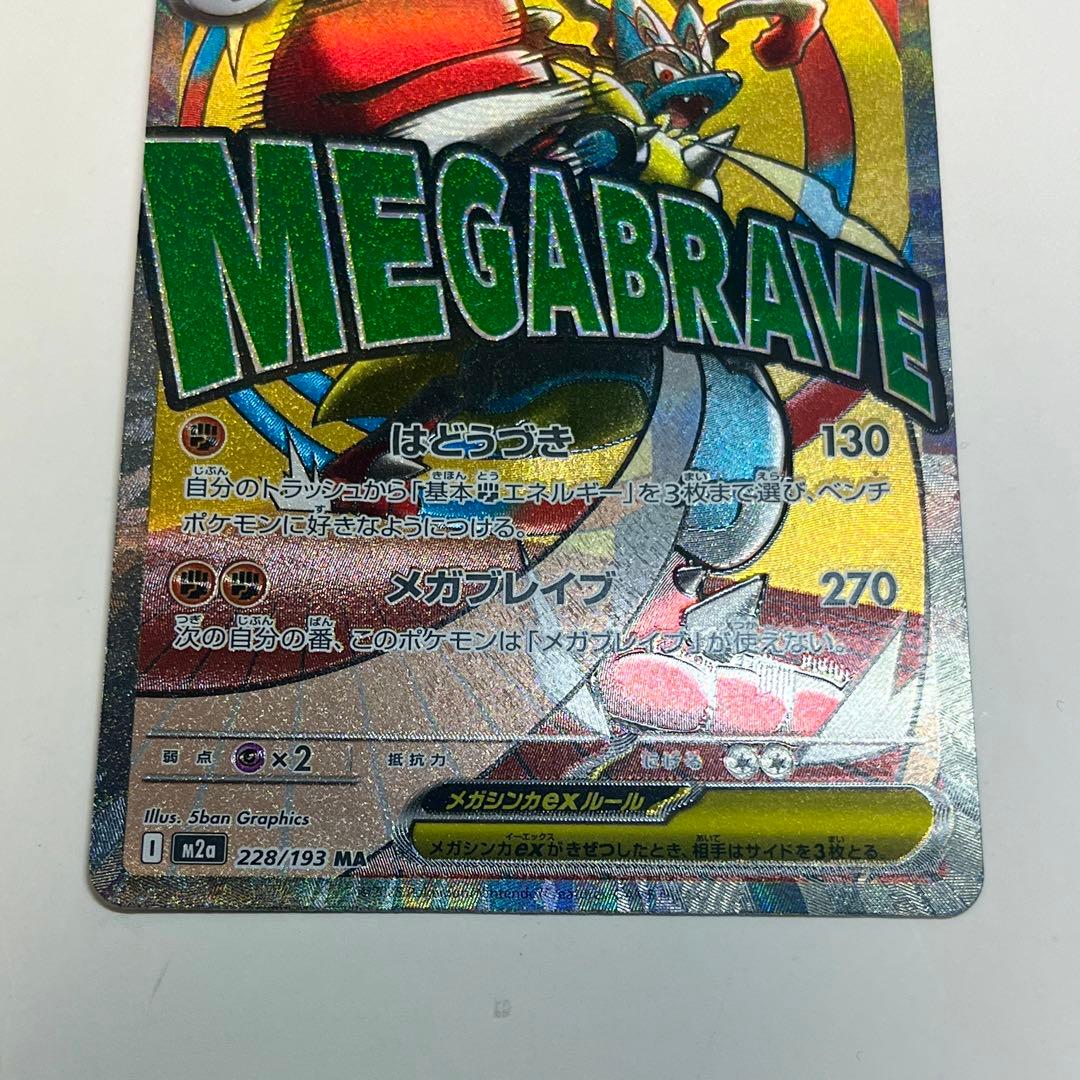 MEGABRAVE
はどうづき 130
自分のトラッシュから「基本エネルギー」を3枚まで選び、ベンチ
ポケモンに好きなようにつける。
メガブレイブ 270
次の自分の番、このポケモンは「メガブレイブ」が使えない。
弱点 ×2 抵抗力 にげる
メガシンカexルール
メガシンカexがきぜつしたとき、相手はサイドを3枚とる。
Illus. 5ban Graphics
I M2a 228/193 MA